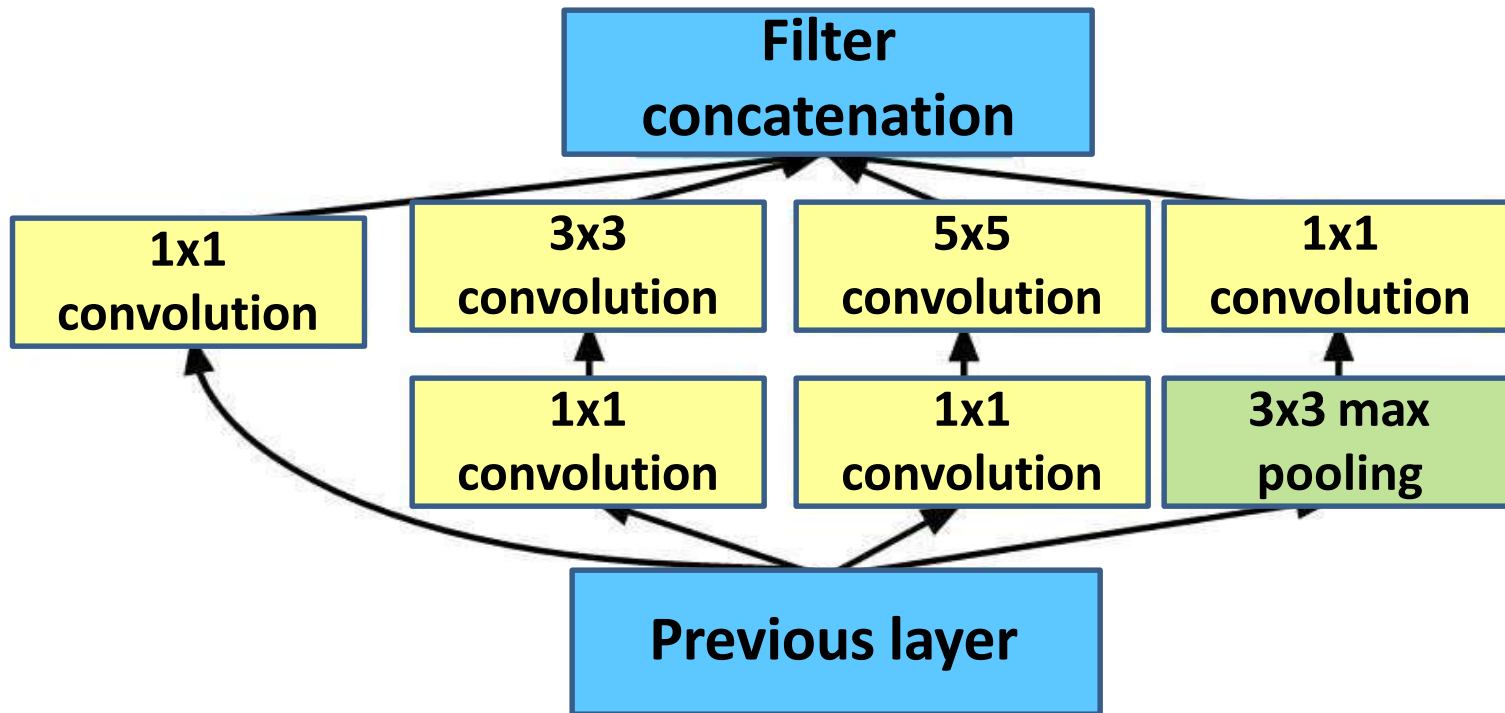 Filter
concatenation
1x1
convolution
3x3
convolution
5x5
convolution
1x1
convolution
1x1
convolution
1x1
convolution
3x3 max
pooling
Previous layer